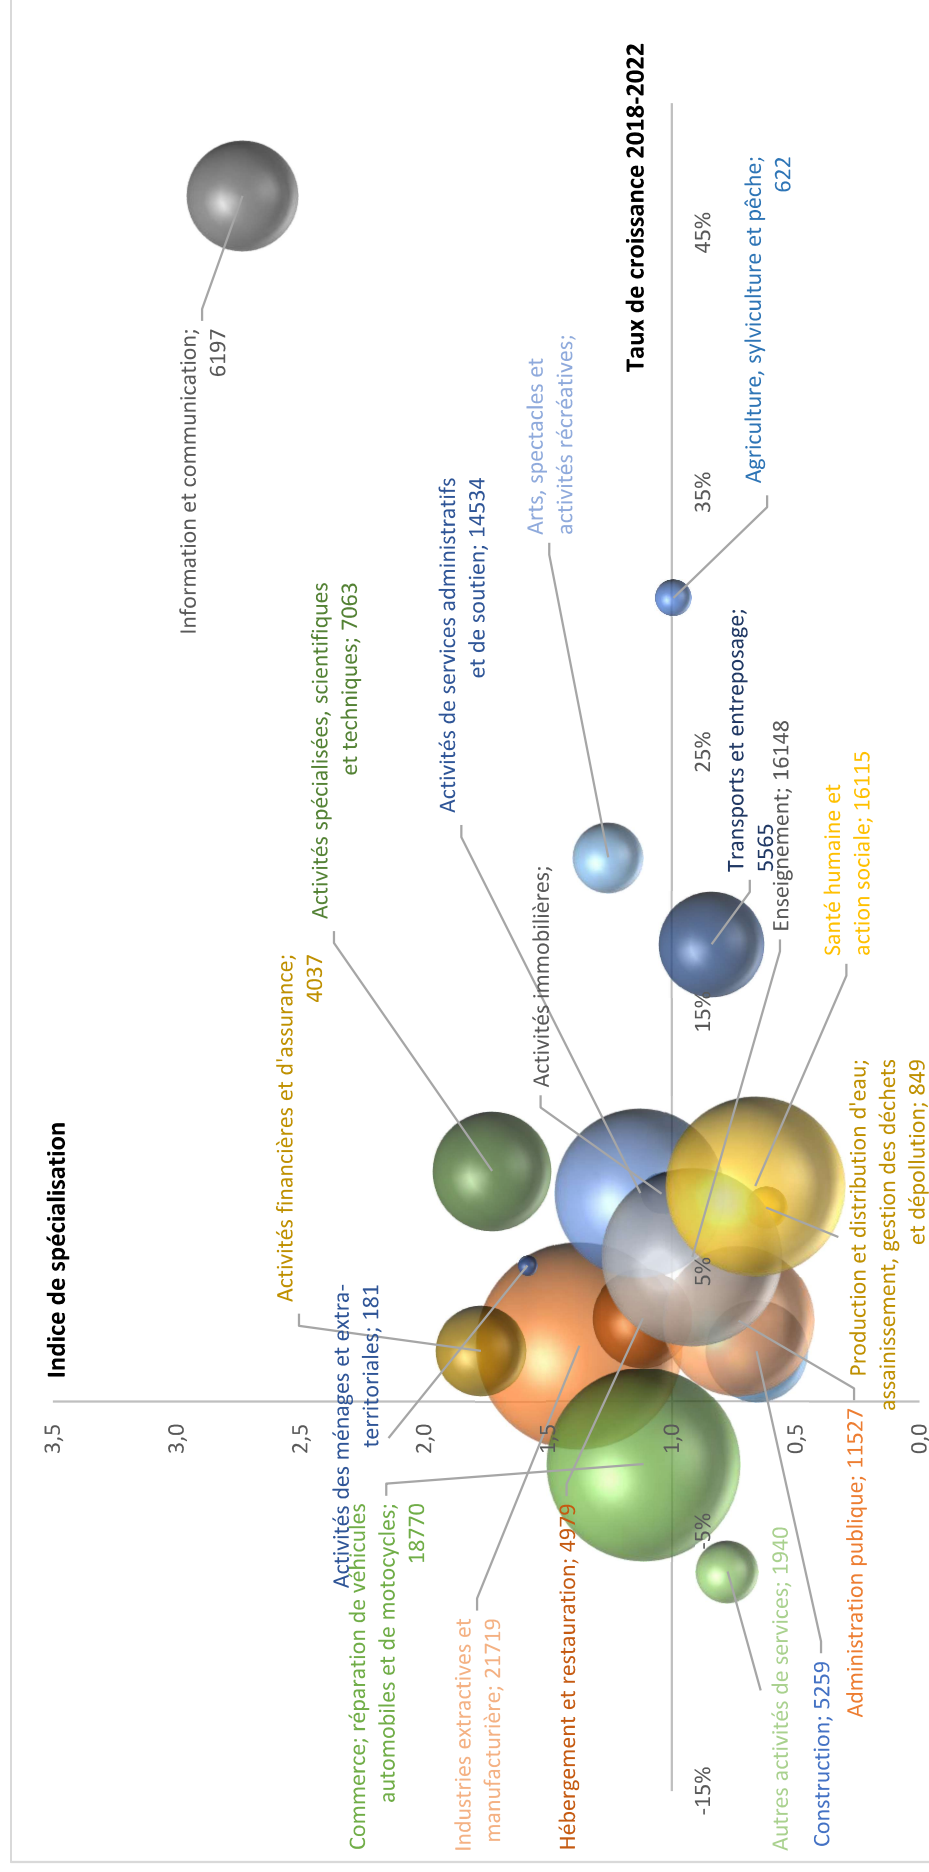 Indice de spécialisation
Taux de croissance 2018-2022
3,5
3,0
2,5
2,0
1,5
1,0
0,5
0,0
-15%
-5%
5%
15%
25%
35%
45%
Information et communication;
6197
Activités spécialisées, scientifiques
et techniques; 7063
Activités financières et d'assurance;
4037
Activités de services administratifs
et de soutien; 14534
Arts, spectacles et
activités récréatives;
Activités immobilières;
Agriculture, sylviculture et pêche;
622
Transports et entreposage;
5565
Enseignement; 16148
Santé humaine et
action sociale; 16115
Production et distribution d'eau;
assainissement, gestion des déchets
et dépollution; 849
Activités des ménages et extra-
territoriales; 181
Commerce; réparation de véhicules
automobiles et de motocycles;
18770
Industries extractives et
manufacturière; 21719
Hébergement et restauration; 4979
Autres activités de services; 1940
Construction; 5259
Administration publique; 11527